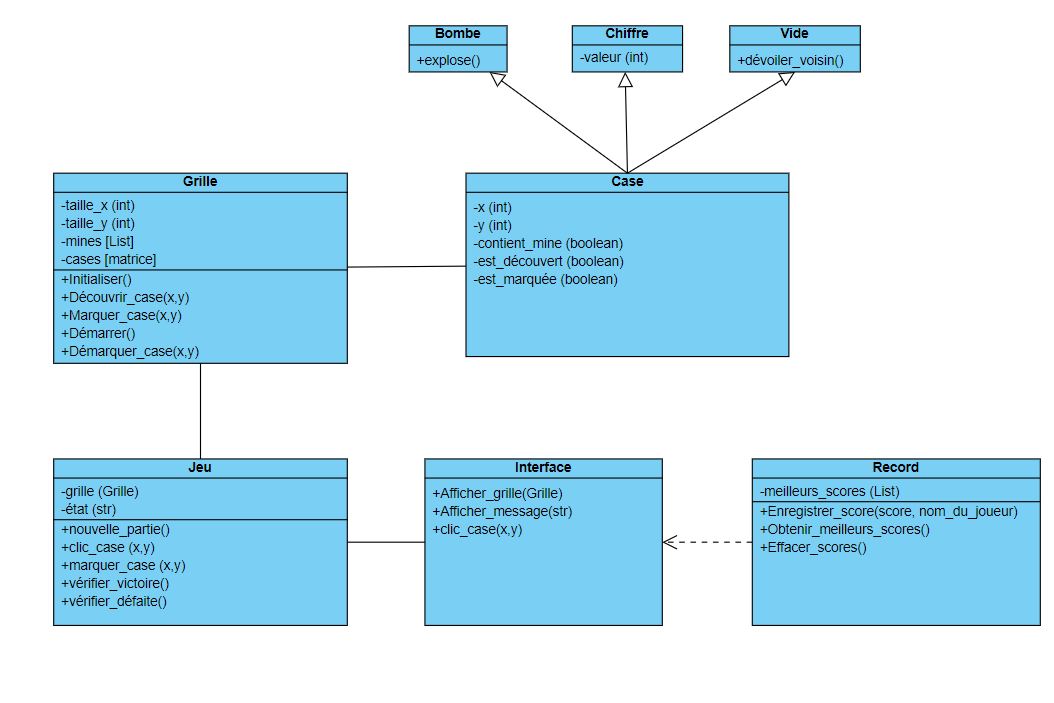 Bombe
+explose()
Chiffre
-valeur (int)
Vide
+dévoiler_voisin()
Grille
-taille_x (int)
-taille_y (int)
-mines [List]
-cases [matrice]
+Initialiser()
+Découvrir_case(x,y)
+Marquer_case(x,y)
+Démarrer()
+Démarquer_case(x,y)
Case
-x (int)
-y (int)
-contient_mine (boolean)
-est_découvert (boolean)
-est_marquée (boolean)
Jeu
-grille (Grille)
-état (str)
+nouvelle_partie()
+clic_case (x,y)
+marquer_case (x,y)
+vérifier_victoire()
+vérifier_défaite()
Interface
+Afficher_grille(Grille)
+Afficher_message(str)
+clic_case(x,y)
Record
-meilleurs_scores (List)
+Enregistrer_score(score, nom_du_joueur)
+Obtenir_meilleurs_scores()
+Effacer_scores()